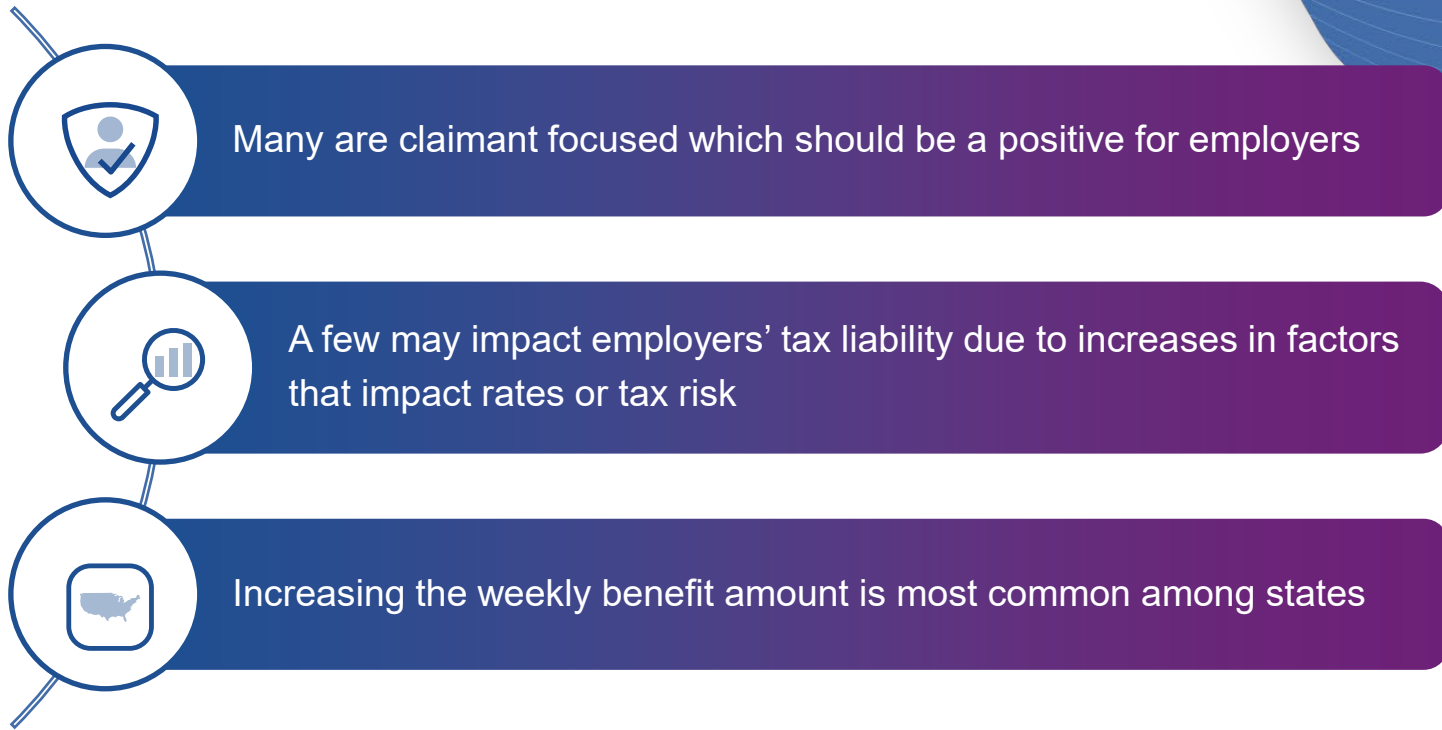 Many are claimant focused which should be a positive for employers
A few may impact employers’ tax liability due to increases in factors
that impact rates or tax risk
Increasing the weekly benefit amount is most common among states